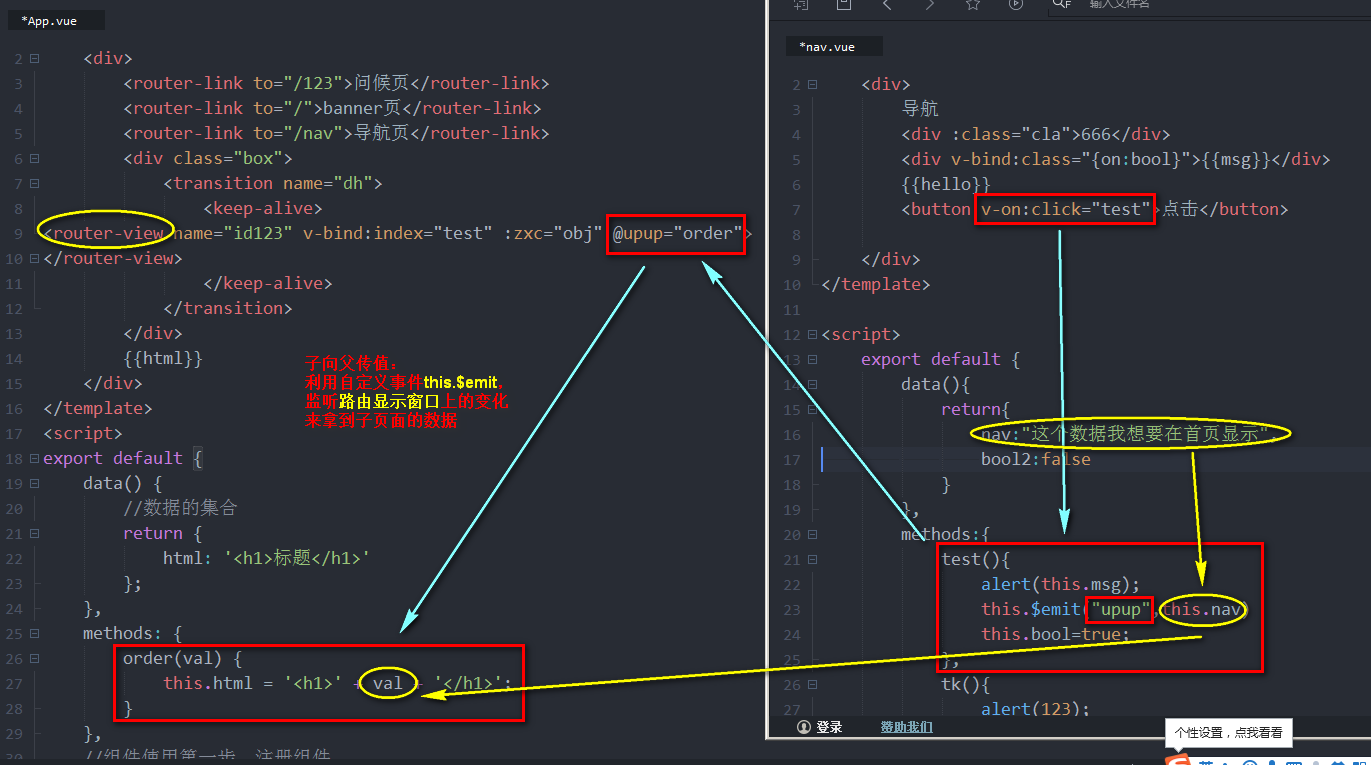 *App.vue
2 <div>
3 <router-link to="/123">问候页</router-link>
4 <router-link to="/">banner页</router-link>
5 <router-link to="/nav">导航页</router-link>
6 <div class="box">
7 <transition name="dh">
8 <keep-alive>
9 <router-view name="id123" v-bind:index="test" :zxc="obj" @upup="order">
10 </router-view>
11 </keep-alive>
12 </transition>
13 </div>
14 {{html}}
15 </div>
16 </template>
17 <script>
18 export default {
19 data() {
20 //数据的集合
21 return {
22 html: '<h1>标题</h1>'
23 };
24 },
25 methods: {
26 order(val) {
27 this.html = '<h1>' + val + '</h1>';
28 }
29 },
30 //组件使用第一步，注册组件
子向父传值：
利用自定义事件this.$emit,
监听路由显示窗口上的变化
来拿到子页面的数据
输入文件名
*nav.vue
2 <div>
3 导航
4 <div :class="cla">666</div>
5 <div v-bind:class="{on:bool}">{{msg}}</div>
6 {{hello}}
7 <button v-on:click="test">点击</button>
8
9 </div>
10 </template>
11
12 <script>
13 export default {
14 data(){
15 return{
16 nav:"这个数据我想要在首页显示",
17 bool2:false
18 }
19 },
20 methods:{
21 test(){
22 alert(this.msg);
23 this.$emit("upup",this.nav)
24 this.bool=true;
25 },
26 tk(){
27 alert(123);
登录 赞助我们
个性设置，点我看看
英